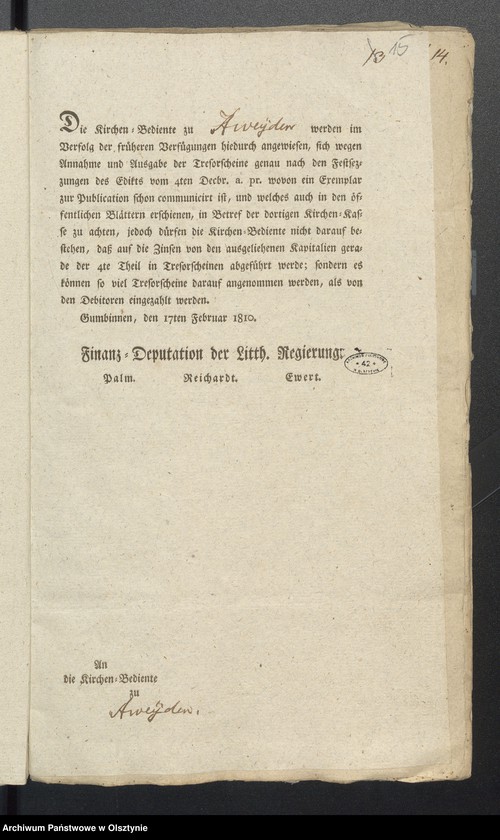 13 15 14.
Die Kirchen-Bediente zu Aweÿden werden im
Verfolg der früheren Verfügungen hiedurch angewiesen, sich wegen
Annahme und Ausgabe der Tresorscheine genau nach den Festsez-
zungen des Edikts vom 4ten Decbr. a. pr. wovon ein Exemplar
zur Publication schon communicirt ist, und welches auch in den öf-
fentlichen Blättern erschienen, in Betref der dortigen Kirchen-Kas-
se zu achten, jedoch dürfen die Kirchen-Bediente nicht darauf be-
stehen, daß auf die Zinsen von den ausgeliehenen Kapitalien gera-
de der 4te Theil in Tresorscheinen abgeführt werde; sondern es
können so viel Tresorscheine darauf angenommen werden, als von
den Debitoren eingezahlt werden.
Gumbinnen, den 17ten Februar 1810.
Finanz-Deputation der Litth. Regierung.
Palm. Reichardt. Ewert.
An
die Kirchen-Bediente
zu
Aweÿden.
Archiwum Państwowe w Olsztynie